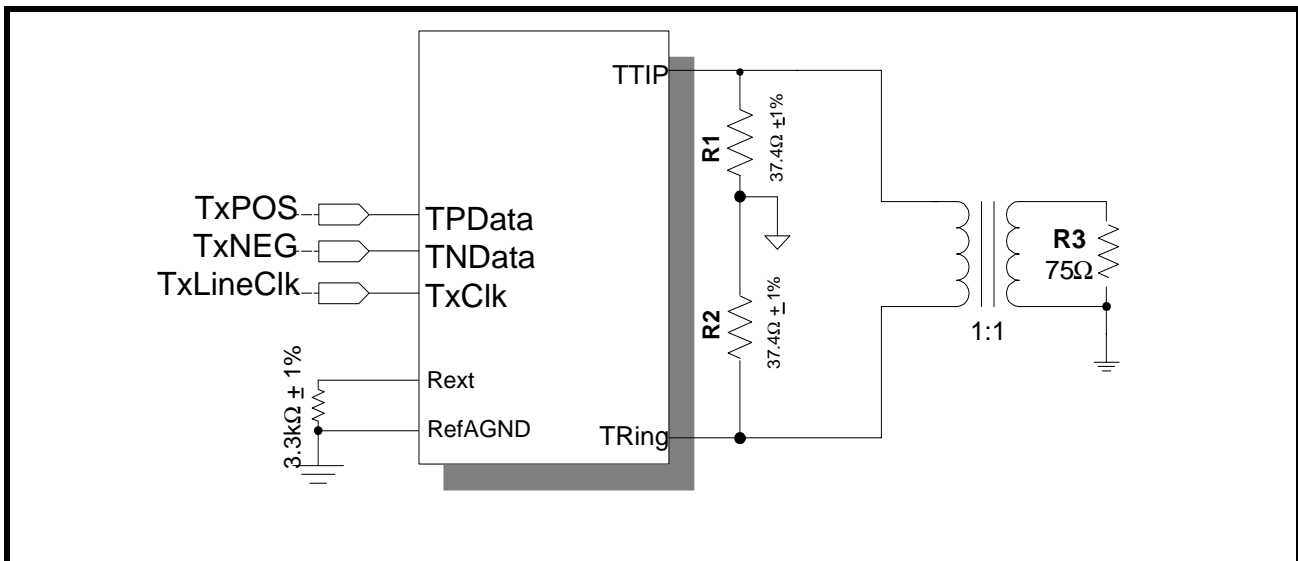 TTIP
R1
37.4Ω ±1%
TxPOS
TPData
TxNEG
TNData
TxLineClk
TxClk
R3
75Ω
R2
37.4Ω ± 1%
1:1
3.3kΩ ± 1%
Rext
RefAGND
TRing